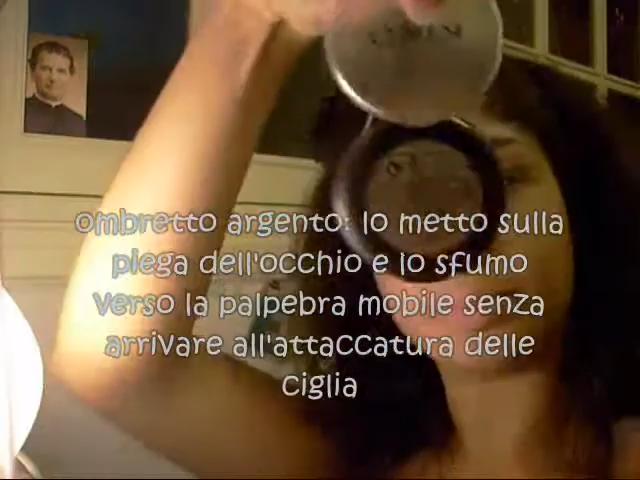 ombretto argento: lo metto sulla
piega dell'occhio e lo sfumo
verso la palpebra mobile senza
arrivare all'attaccatura delle
ciglia